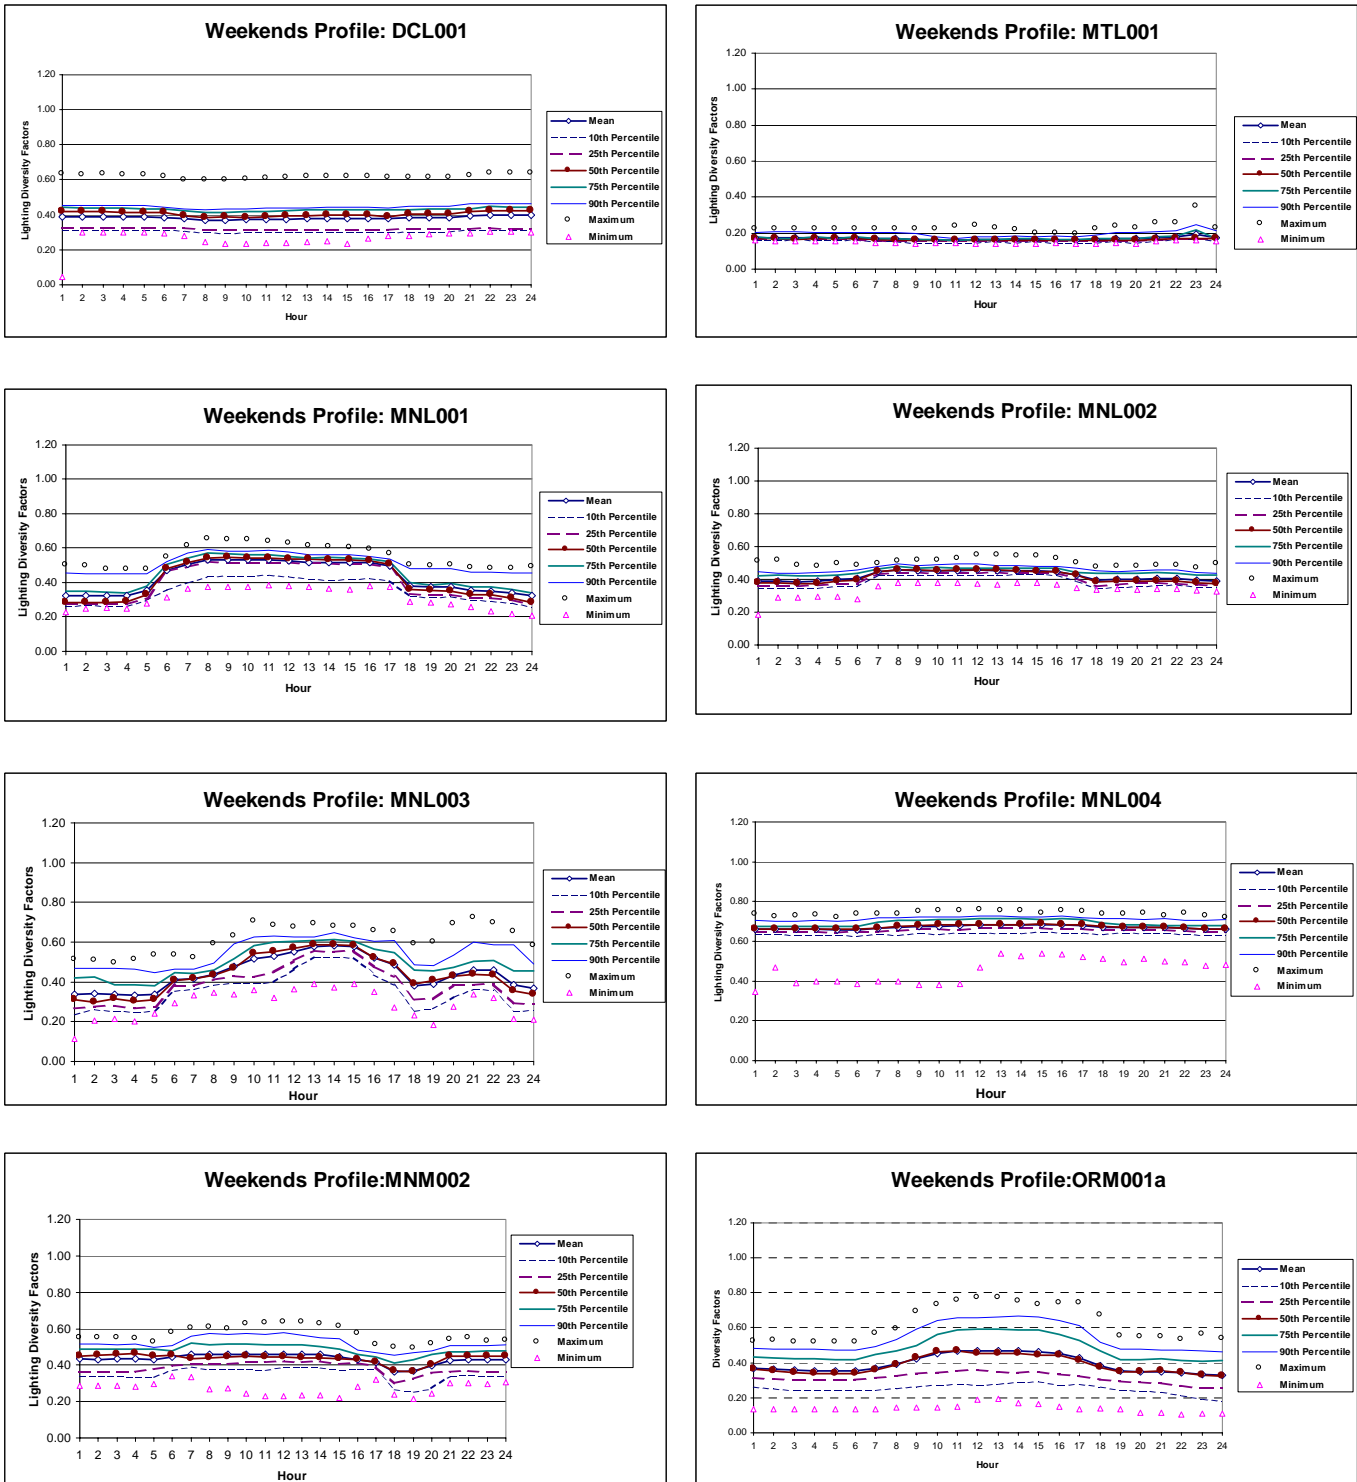 Weekends Profile: DCL001
Lighting Diversity Factors
1.20
1.00
0.80
0.60
0.40
0.20
0.00
1 2 3 4 5 6 7 8 9 10 11 12 13 14 15 16 17 18 19 20 21 22 23 24
Hour
Mean
10th Percentile
25th Percentile
50th Percentile
75th Percentile
90th Percentile
Maximum
Minimum
Weekends Profile: MTL001
Lighting Diversity Factors
1.20
1.00
0.80
0.60
0.40
0.20
0.00
1 2 3 4 5 6 7 8 9 10 11 12 13 14 15 16 17 18 19 20 21 22 23 24
Hour
Mean
10th Percentile
25th Percentile
50th Percentile
75th Percentile
90th Percentile
Maximum
Minimum
Weekends Profile: MNL001
Lighting Diversity Factors
1.20
1.00
0.80
0.60
0.40
0.20
0.00
1 2 3 4 5 6 7 8 9 10 11 12 13 14 15 16 17 18 19 20 21 22 23 24
Hour
Mean
10th Percentile
25th Percentile
50th Percentile
75th Percentile
90th Percentile
Maximum
Minimum
Weekends Profile: MNL002
Lighting Diversity Factors
1.20
1.00
0.80
0.60
0.40
0.20
0.00
1 2 3 4 5 6 7 8 9 10 11 12 13 14 15 16 17 18 19 20 21 22 23 24
Hour
Mean
10th Percentile
25th Percentile
50th Percentile
75th Percentile
90th Percentile
Maximum
Minimum
Weekends Profile: MNL003
Lighting Diversity Factors
1.20
1.00
0.80
0.60
0.40
0.20
0.00
1 2 3 4 5 6 7 8 9 10 11 12 13 14 15 16 17 18 19 20 21 22 23 24
Hour
Mean
10th Percentile
25th Percentile
50th Percentile
75th Percentile
90th Percentile
Maximum
Minimum
Weekends Profile: MNL004
Lighting Diversity Factors
1.20
1.00
0.80
0.60
0.40
0.20
0.00
1 2 3 4 5 6 7 8 9 10 11 12 13 14 15 16 17 18 19 20 21 22 23 24
Hour
Mean
10th Percentile
25th Percentile
50th Percentile
75th Percentile
90th Percentile
Maximum
Minimum
Weekends Profile:MNM002
Lighting Diversity Factors
1.20
1.00
0.80
0.60
0.40
0.20
0.00
1 2 3 4 5 6 7 8 9 10 11 12 13 14 15 16 17 18 19 20 21 22 23 24
Hour
Mean
10th Percentile
25th Percentile
50th Percentile
75th Percentile
90th Percentile
Maximum
Minimum
Weekends Profile:ORM001a
Diversity Factors
1.20
1.00
0.80
0.60
0.40
0.20
0.00
1 2 3 4 5 6 7 8 9 10 11 12 13 14 15 16 17 18 19 20 21 22 23 24
Hour
Mean
10th Percentile
25th Percentile
50th Percentile
75th Percentile
90th Percentile
Maximum
Minimum